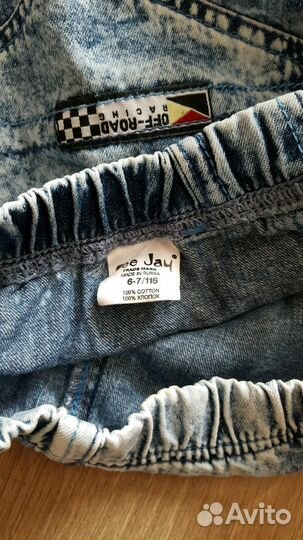 OFF-ROAD
RACING
Jay®
TRADE MARK
MADE IN RUSSIA
6-7/116
100% COTTON
100% ХЛОПОК
Avito